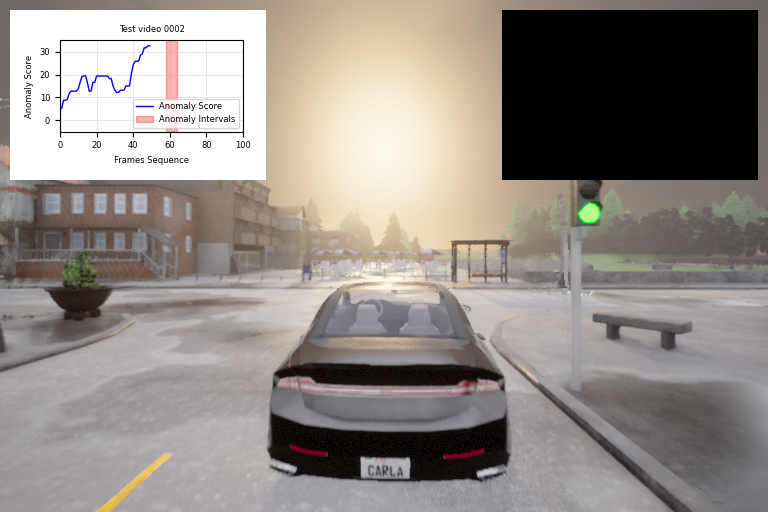 Test video 0002
Anomaly Score
30
20
10
0
Anomaly Score
Anomaly Intervals
0 20 40 60 80 100
Frames Sequence
CARLA